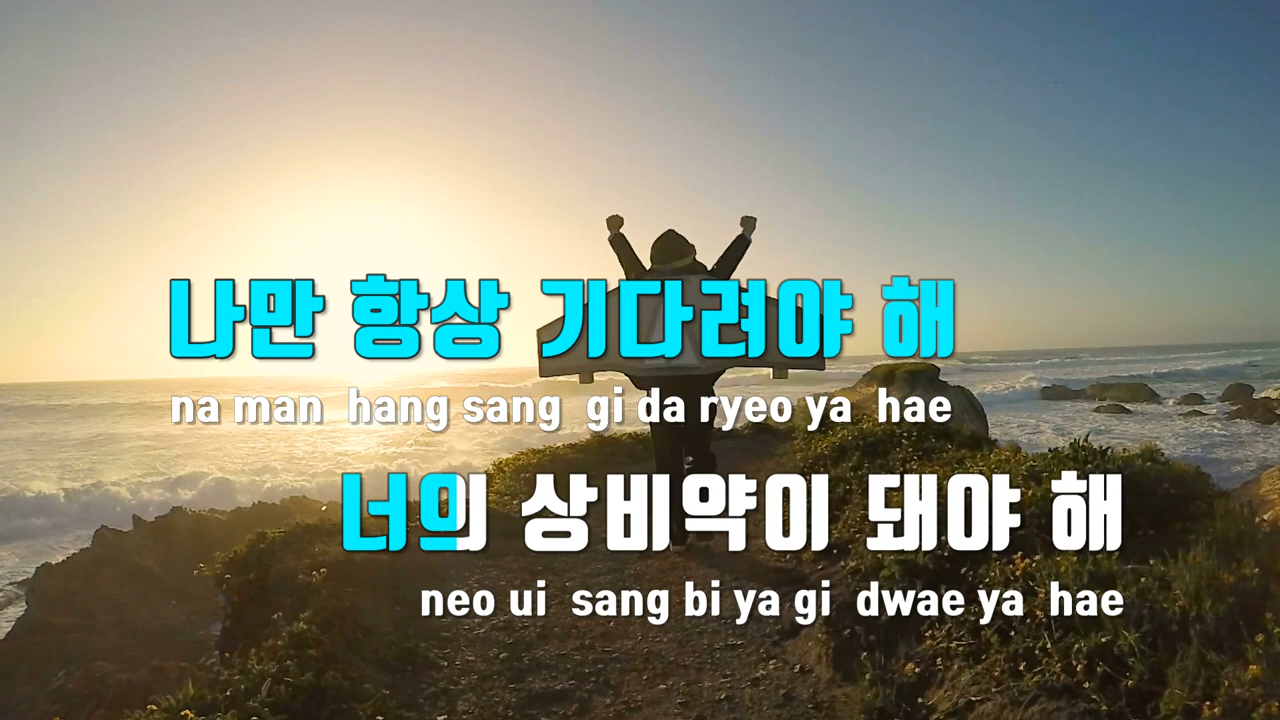 나만 항상 기다려야 해
na man hang sang gi da ryeo ya hae
너의 상비약이 돼야 해
neo ui sang bi ya gi dwae ya hae